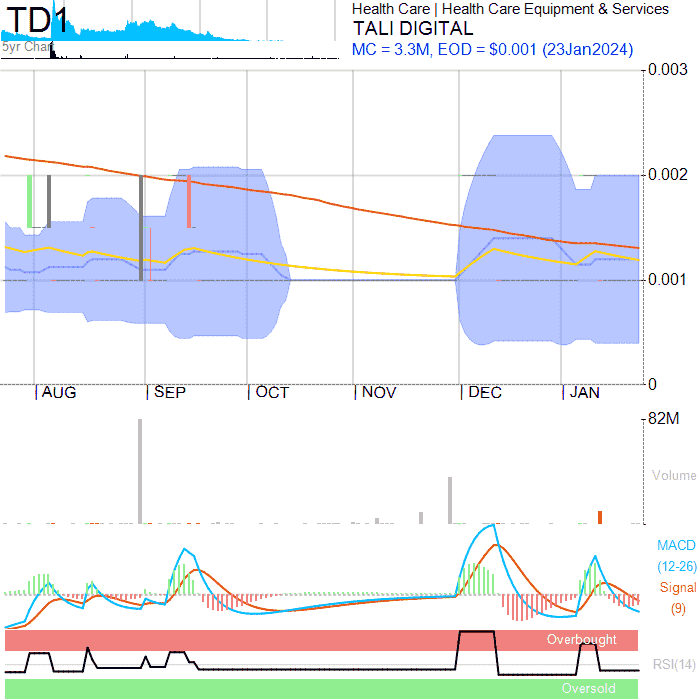 TD1
5yr Chart
Health Care | Health Care Equipment & Services
TALI DIGITAL
MC = 3.3M, EOD = $0.001 (23Jan2024)
0.003
0.002
0.001
0
AUG
SEP
OCT
NOV
DEC
JAN
82M
Volume
MACD
(12-26)
Signal
(9)
Overbought
RSI(14)
Oversold